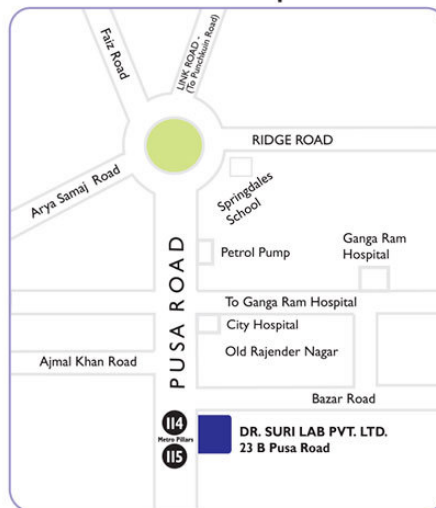 Faiz Road
LINK ROAD -
(To Punchkuin Road)
RIDGE ROAD
Arya Samaj Road
Springdales
School
PUSA ROAD
Petrol Pump
Ganga Ram
Hospital
To Ganga Ram Hospital
City Hospital
Old Rajender Nagar
Ajmal Khan Road
Bazar Road
114
Metro Pillars
115
DR. SURI LAB PVT. LTD.
23 B Pusa Road